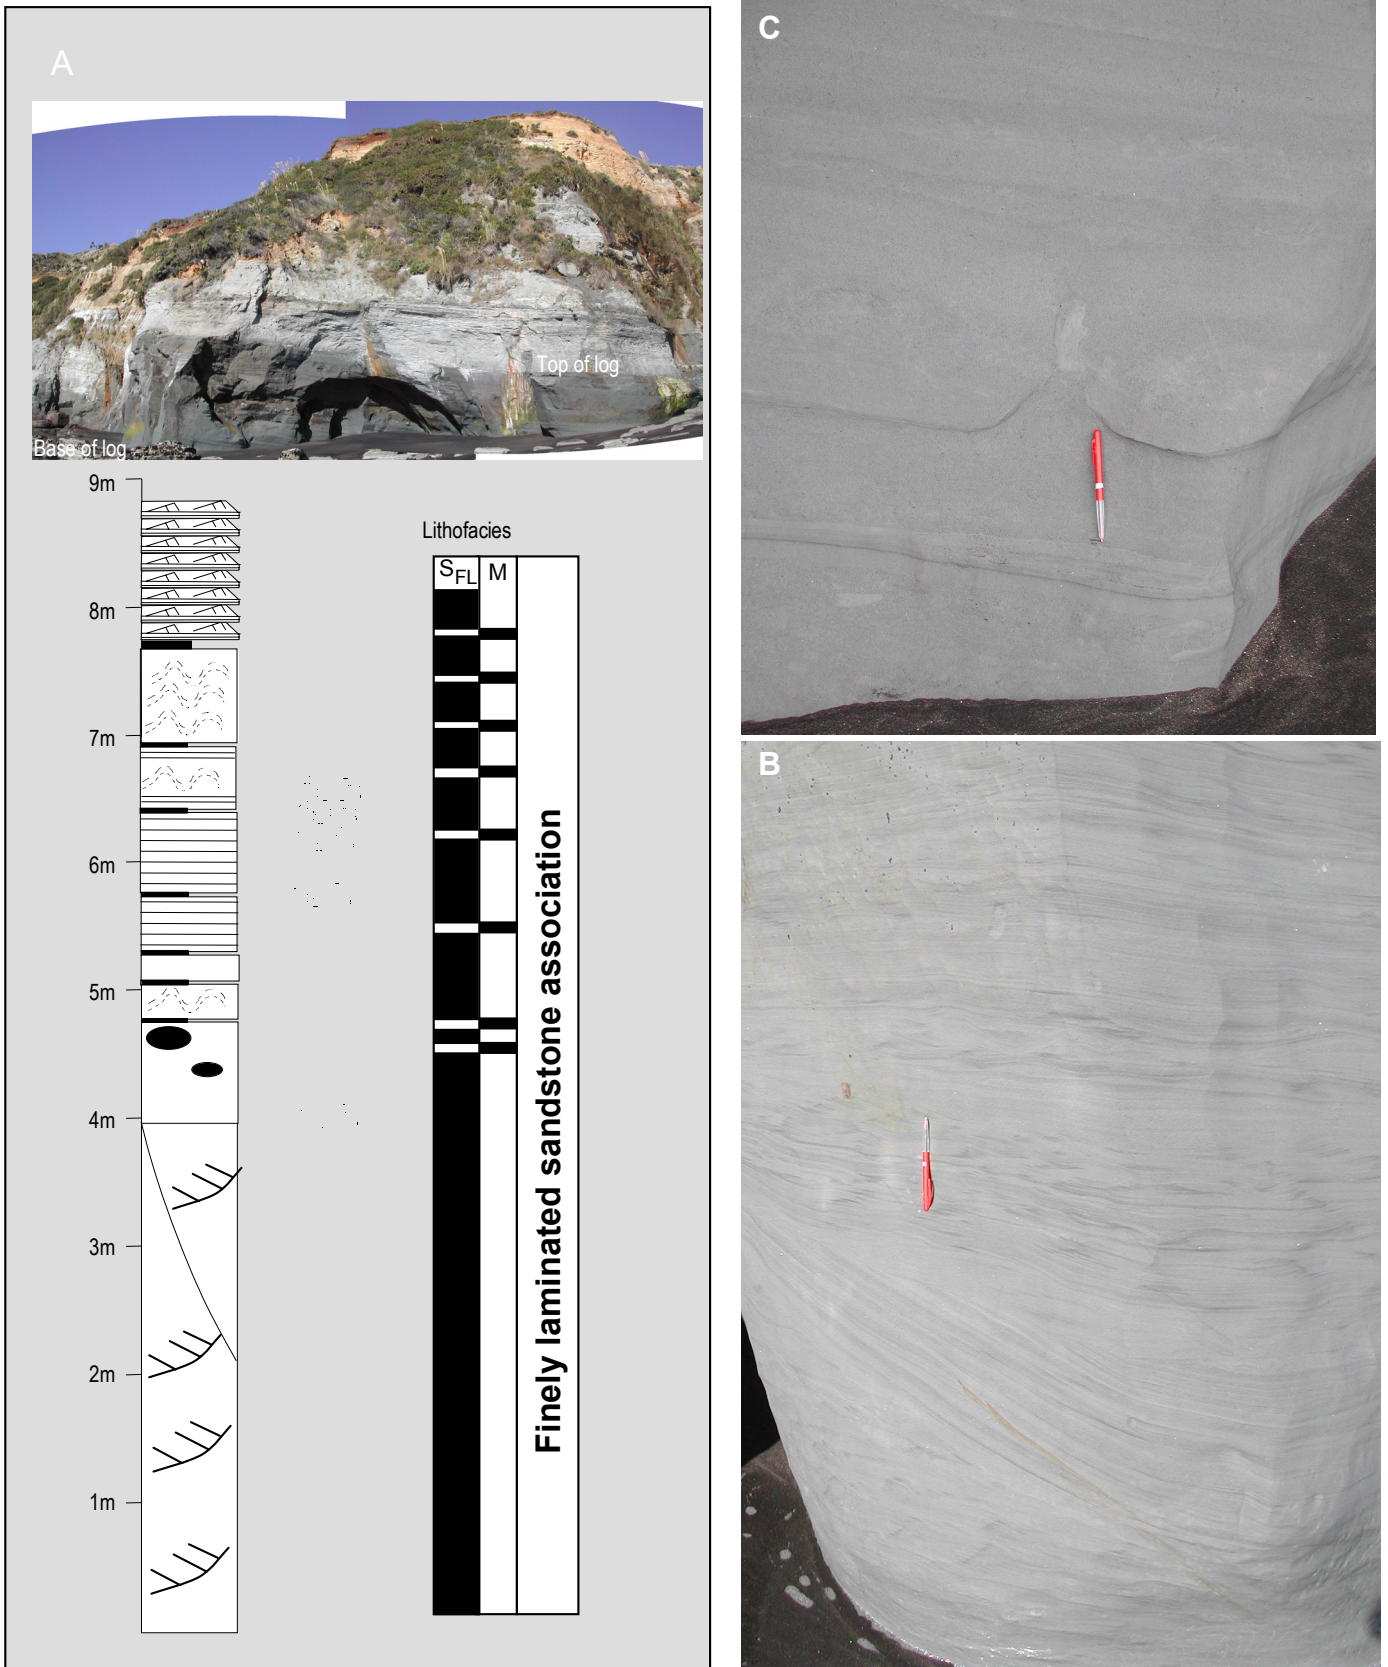 A
Top of log
Base of log
9m
8m
7m
6m
5m
4m
3m
2m
1m
Lithofacies
SFL M
Finely laminated sandstone association
C
B